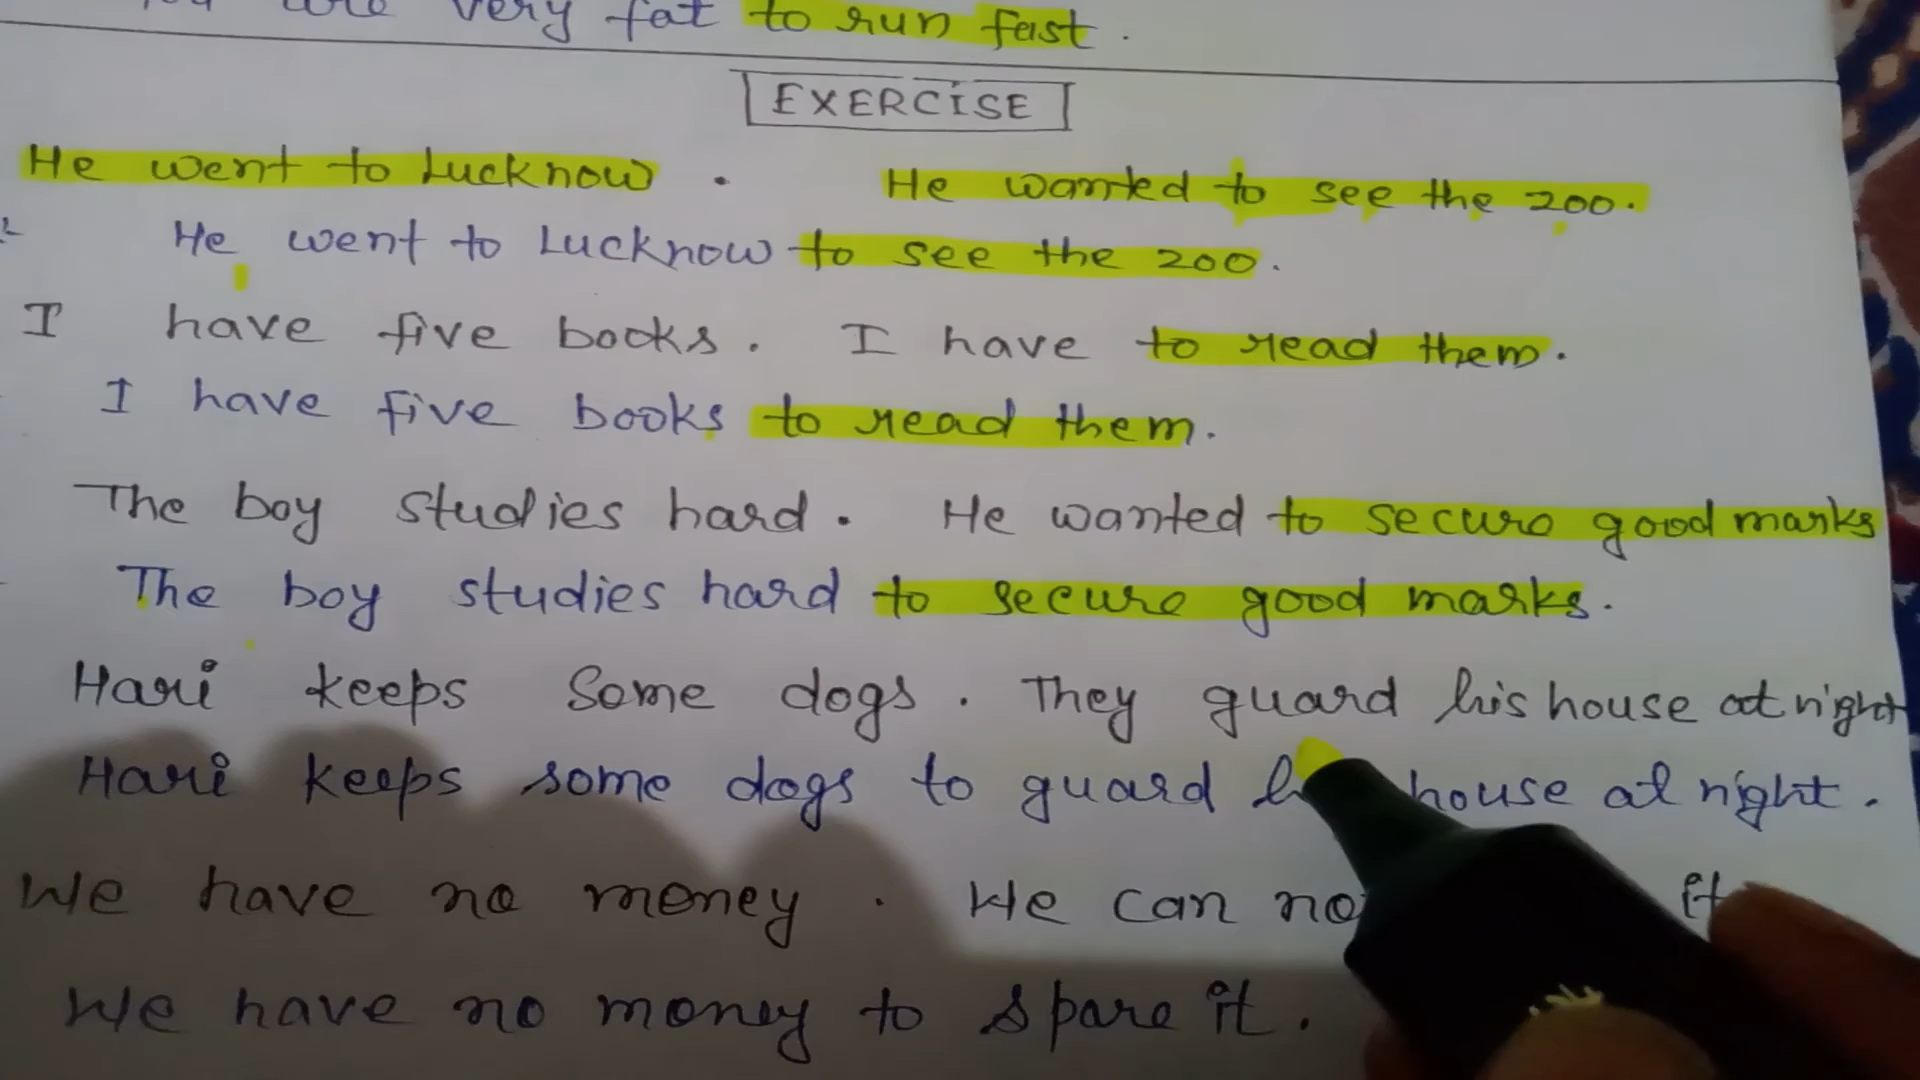 are very fat to run fast.
EXERCISE
He went to Lucknow. He wanted to see the zoo.
He went to Lucknow to see the zoo.
I have five books. I have to read them.
I have five books to read them.
The boy studies hard. He wanted to secure good marks
The boy studies hard to secure good marks.
Hari keeps some dogs. They guard his house at night
Hari keeps some dogs to guard house at night.
We have no money. He can it
We have no money to spare it.